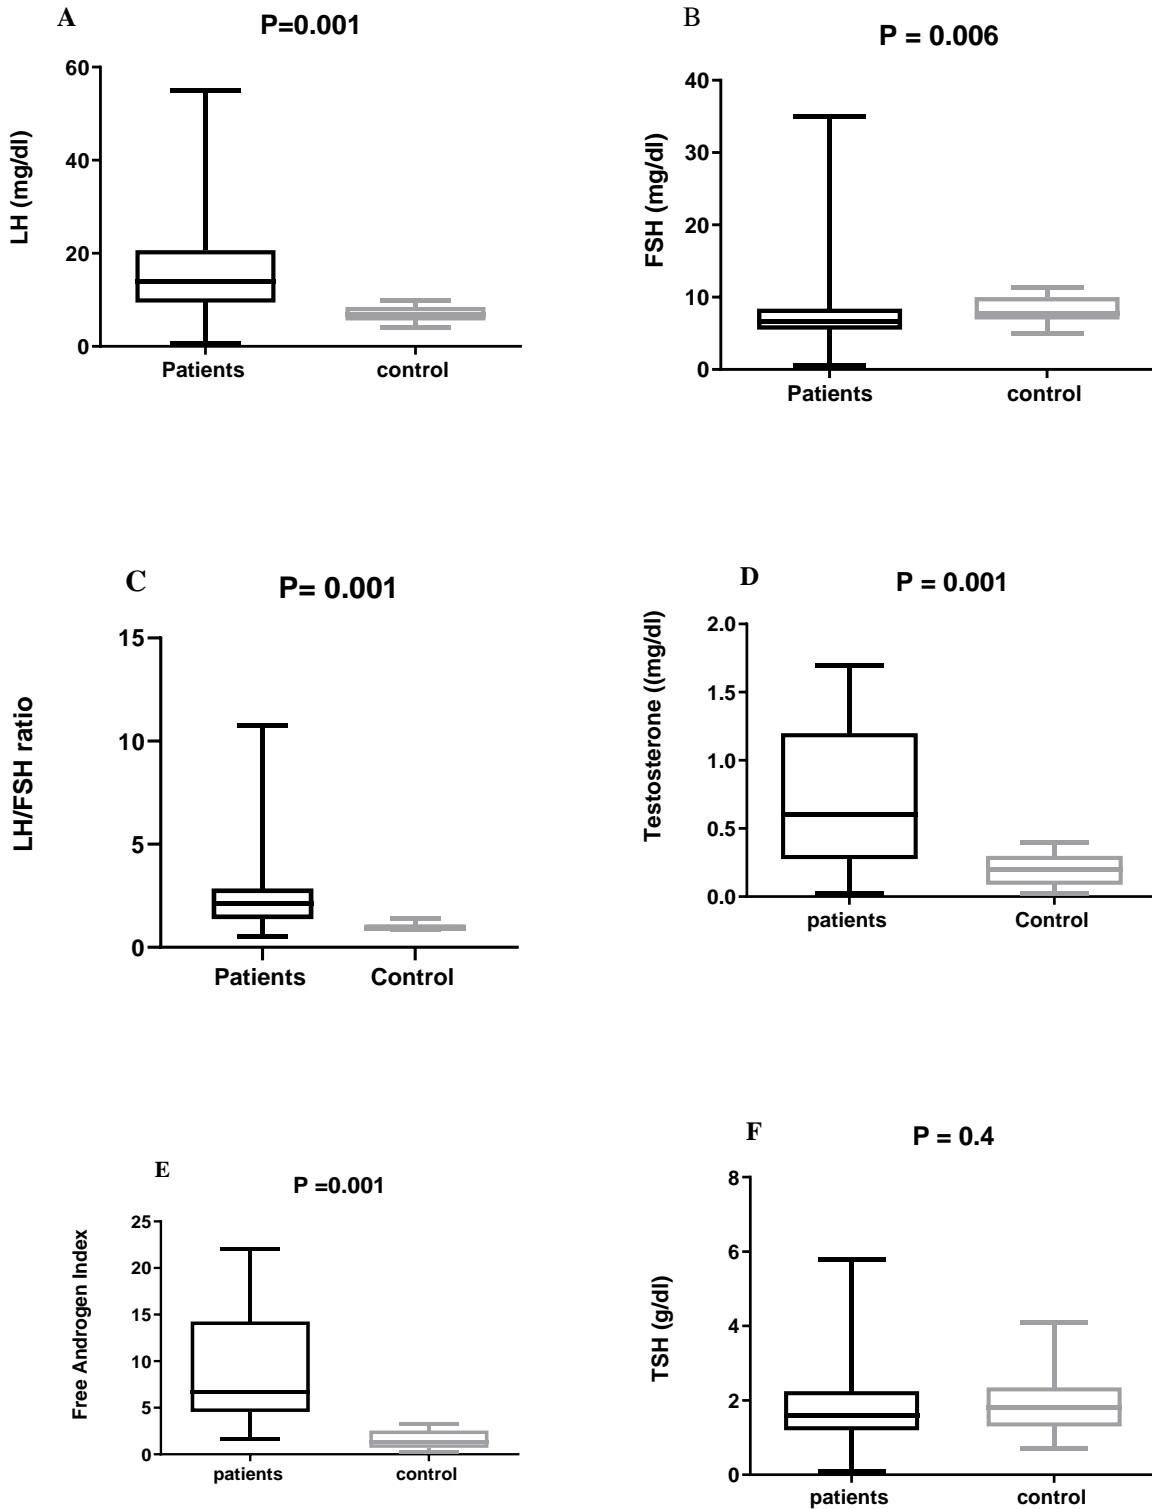 A
P=0.001
LH (mg/dl)
60
40
20
0
Patients control
B
P = 0.006
FSH (mg/dl)
40
30
20
10
0
Patients control
C
P= 0.001
LH/FSH ratio
15
10
5
0
Patients Control
D
P = 0.001
Testosterone ((mg/dl)
2.0
1.5
1.0
0.5
0.0
patients Control
E
P =0.001
Free Androgen Index
25
20
15
10
5
0
patients control
F
P = 0.4
TSH (g/dl)
8
6
4
2
0
patients control